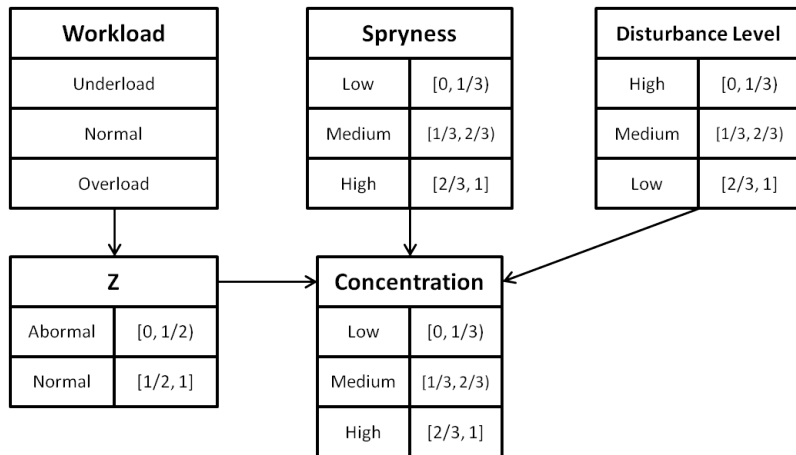 Workload
Underload
Normal
Overload
Spryness
Low [0, 1/3)
Medium [1/3, 2/3)
High [2/3, 1]
Disturbance Level
High [0, 1/3)
Medium [1/3, 2/3)
Low [2/3, 1]
Z
Abormal [0, 1/2)
Normal [1/2, 1]
Concentration
Low [0, 1/3)
Medium [1/3, 2/3)
High [2/3, 1]